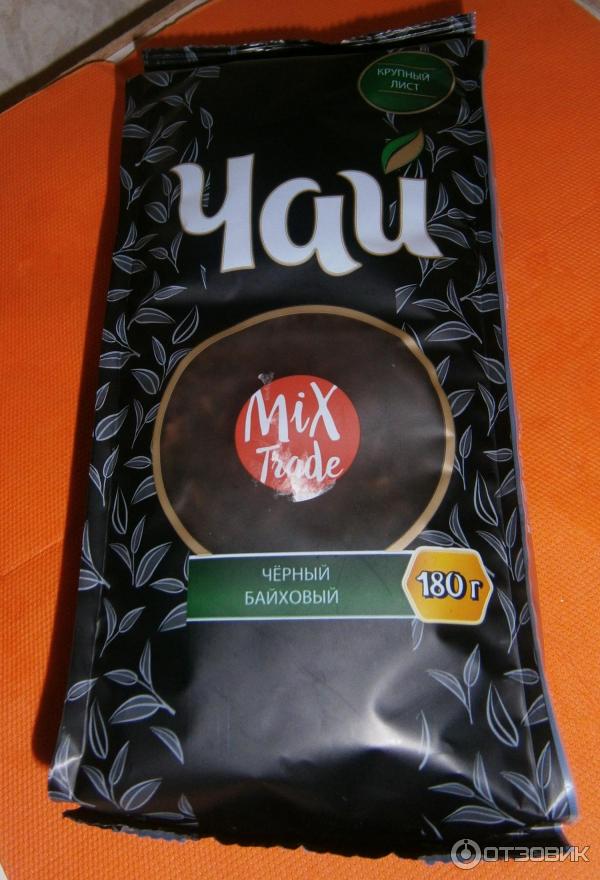 КРУПНЫЙ
ЛИСТ
Чай
MiX
Trade
ЧЁРНЫЙ
БАЙХОВЫЙ
180 г
ОТЗОВИК